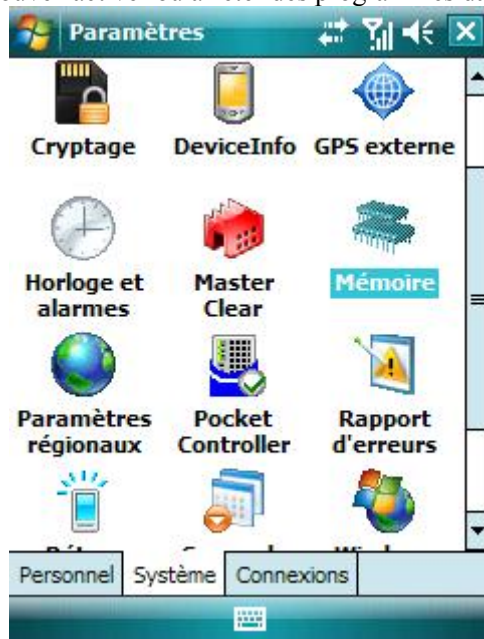 Paramètres
Cryptage DeviceInfo GPS externe
Horloge et Master Mémoire
alarmes Clear
Paramètres Pocket Rapport
régionaux Controller d'erreurs
Personnel Système Connexions